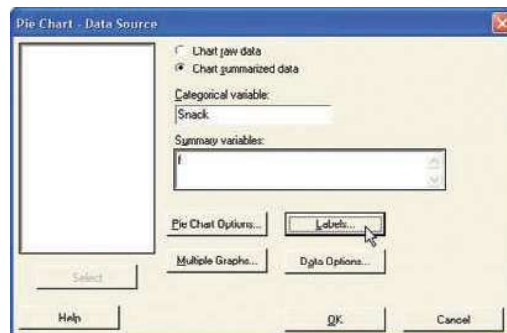 Pie Chart - Data Source
Chart raw data
Chart summarized data
Categorical variable:
Snack
Summary variables:
f
Pie Chart Options... Labels...
Multiple Graphs... Data Options...
Select
Help OK Cancel